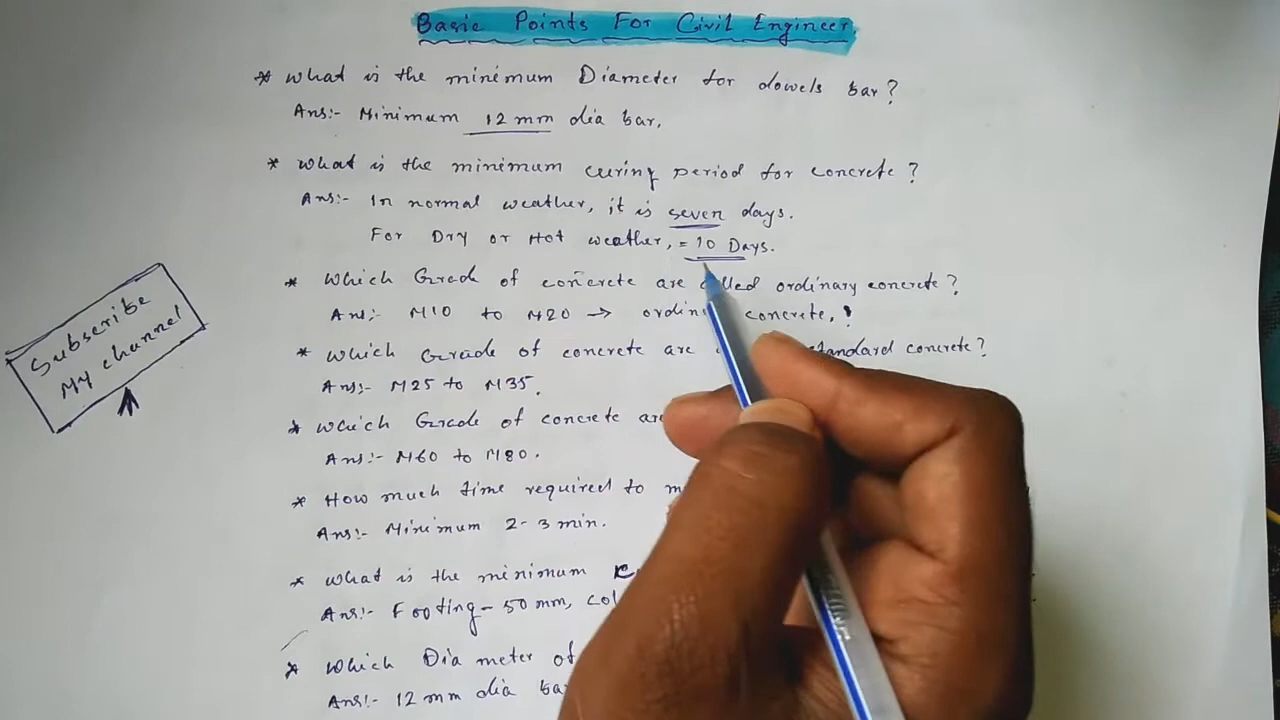 Basic Points For Civil Engineer
* What is the minimum Diameter for dowels bar?
Ans:- Minimum 12 mm dia bar,
* What is the minimum curing period for concrete?
Ans:- In normal weather, it is seven days.
For Dry or Hot weather, = 10 Days.
* Which Grade of concrete are called ordinary concrete?
Ans:- M10 to M20 → ordin concrete,
* Which Grade of concrete are standard concrete?
Ans:- M25 to M35.
* Which Grade of concrete are
Ans:- M60 to M80.
* How much time required to m
Ans:- Minimum 2-3 min.
* What is the minimum c
Ans:- Footing - 50 mm, col
* Which Dia meter of
Ans:- 12 mm dia ba
Subscribe
My channel